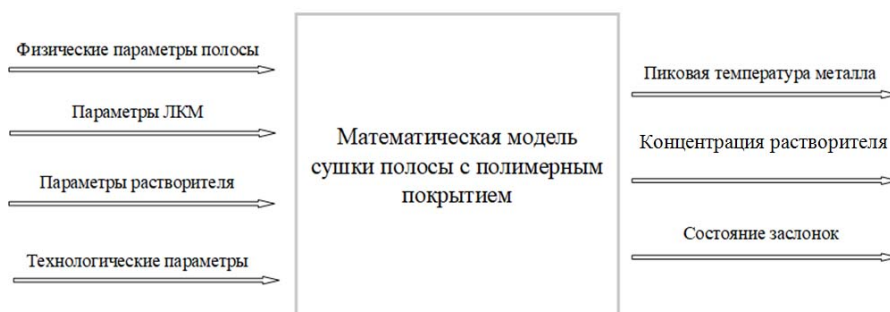 Физические параметры полосы
Параметры ЛКМ
Параметры растворителя
Технологические параметры
Математическая модель
сушки полосы с полимерным
покрытием
Пиковая температура металла
Концентрация растворителя
Состояние заслонок